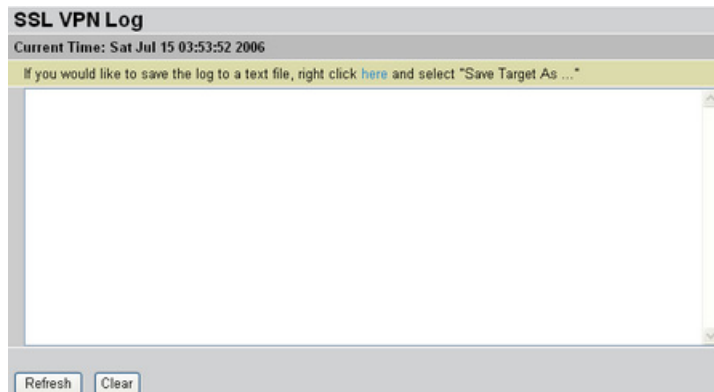 SSL VPN Log
Current Time: Sat Jul 15 03:53:52 2006
If you would like to save the log to a text file, right click here and select "Save Target As ..."
Refresh Clear